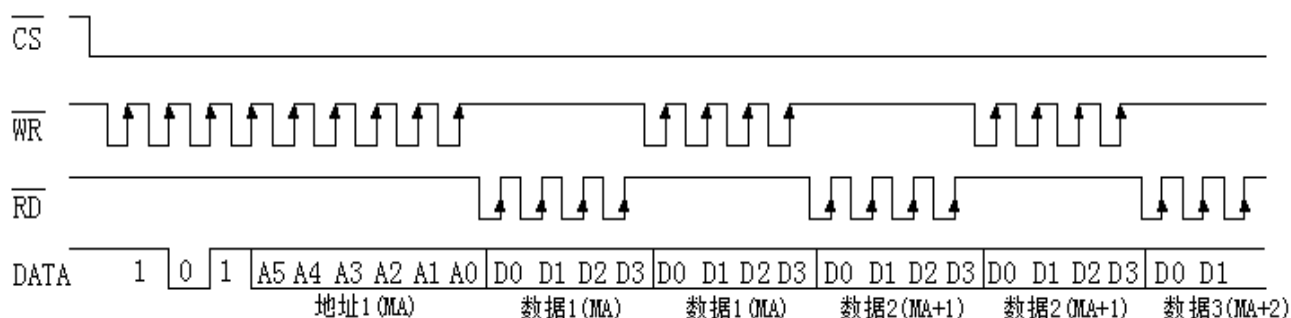 CS
WR
RD
DATA 1 0 1 A5 A4 A3 A2 A1 A0 D0 D1 D2 D3 D0 D1 D2 D3 D0 D1 D2 D3 D0 D1 D2 D3 D0 D1
地址1(MA) 数据1(MA) 数据1(MA) 数据2(MA+1) 数据2(MA+1) 数据3(MA+2)